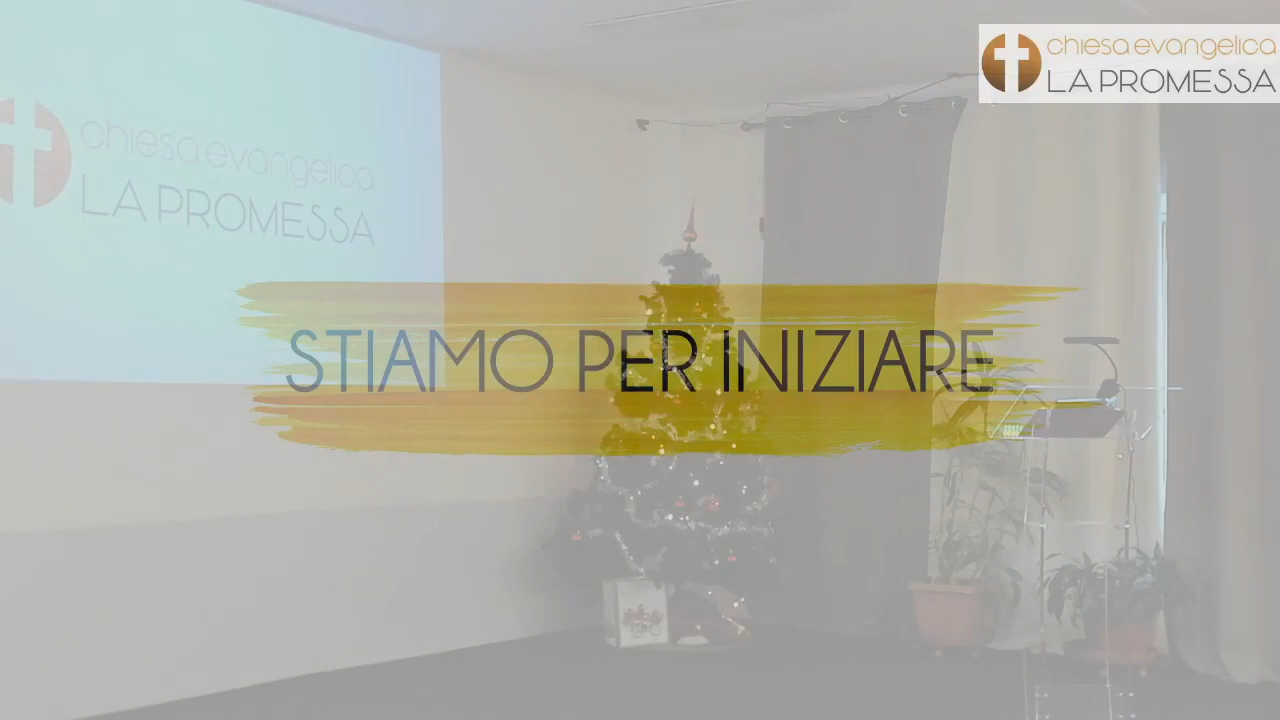 chiesa evangelica
LA PROMESSA
chiesa evangelica
LA PROMESSA
STIAMO PER INIZIARE